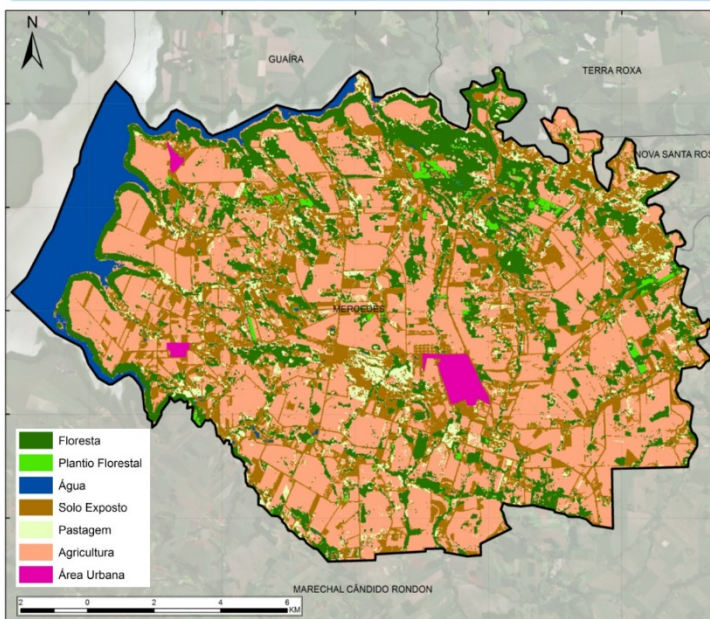 N
GUAÍRA
TERRA ROXA
NOVA SANTA ROS
MERCEDES
Floresta
Plantio Florestal
Água
Solo Exposto
Pastagem
Agricultura
Área Urbana
MARECHAL CÂNDIDO RONDON
2 0 2 4 6
KM